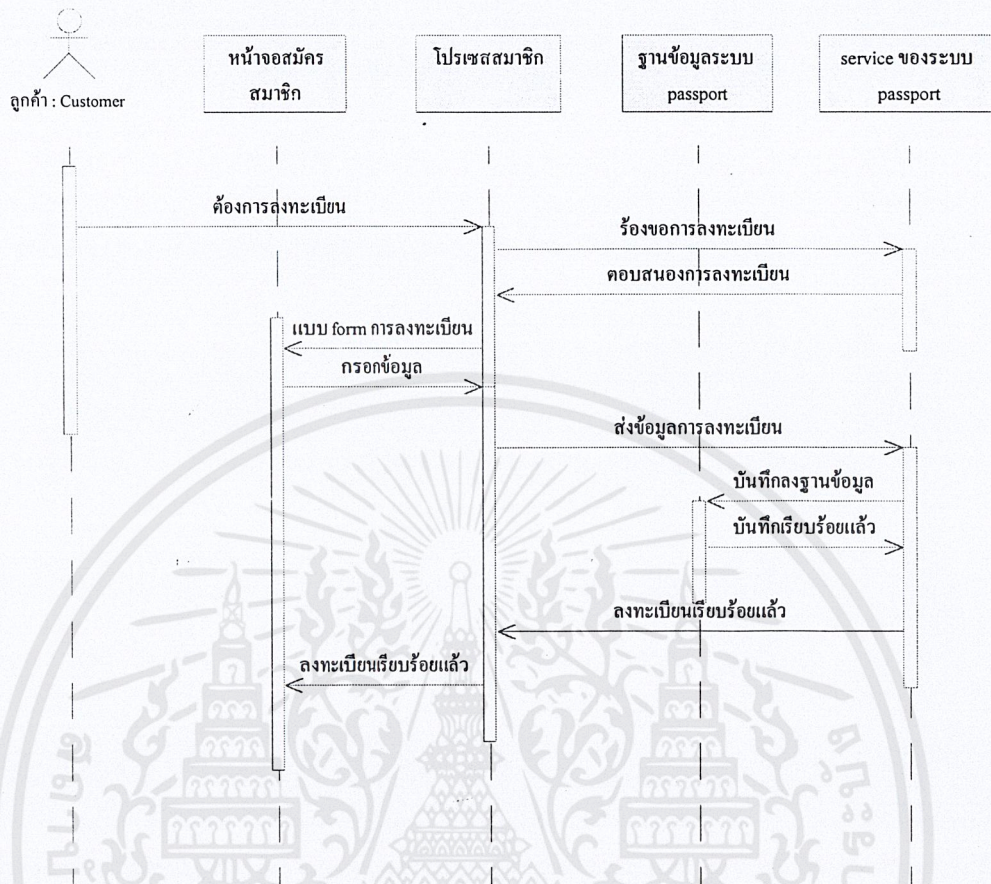 ลูกค้า : Customer
หน้าจอสมัคร
สมาชิก
โปรเซสสมาชิก
ฐานข้อมูลระบบ
passport
service ของระบบ
passport
ต้องการลงทะเบียน
ร้องขอการลงทะเบียน
ตอบสนองการลงทะเบียน
แบบ form การลงทะเบียน
กรอกข้อมูล
ส่งข้อมูลการลงทะเบียน
บันทึกลงฐานข้อมูล
บันทึกเรียบร้อยแล้ว
ลงทะเบียนเรียบร้อยแล้ว
ลงทะเบียนเรียบร้อยแล้ว